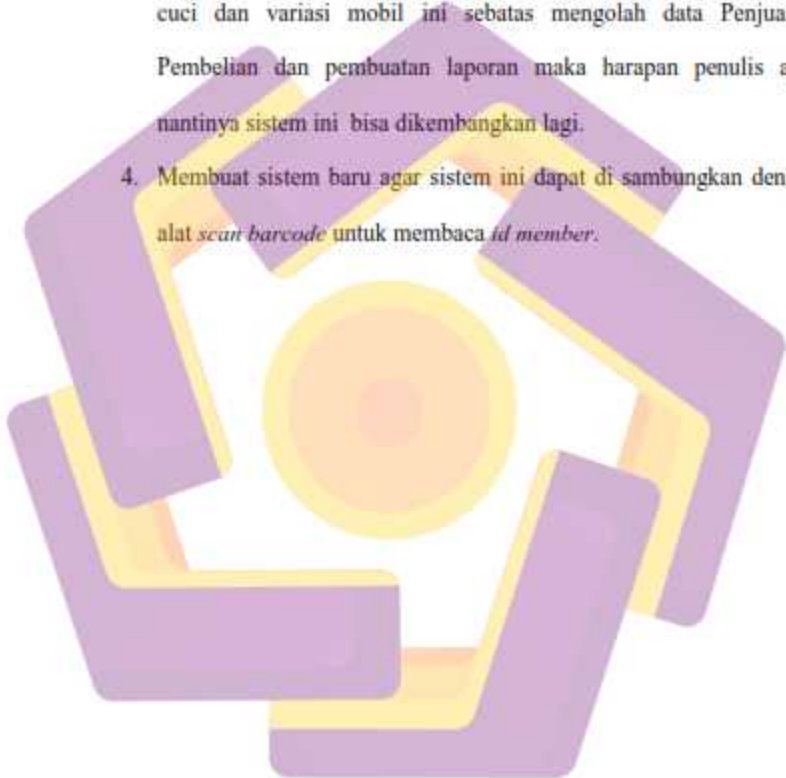 cuci dan variasi mobil ini sebatas mengolah data Penjua
Pembelian dan pembuatan laporan maka harapan penulis a
nantinya sistem ini bisa dikembangkan lagi.
4. Membuat sistem baru agar sistem ini dapat di sambungkan den
alat scan barcode untuk membaca id member.